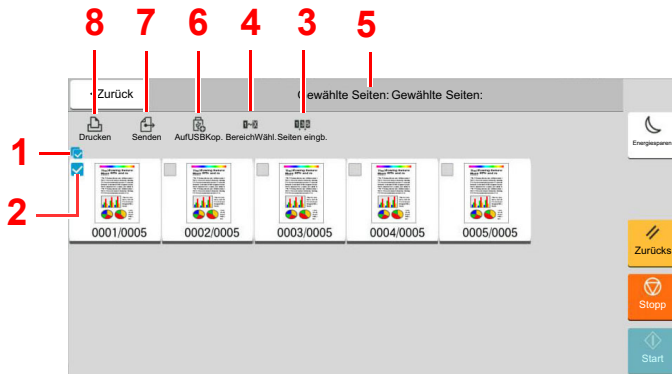 8 7 6 4 3 5
Zurück
Gewählte Seiten: Gewählte Seiten:
Drucken Senden AufUSBKop. BereichWähl. Seiten eingb.
Energiesparen
1
2
0001/0005 0002/0005 0003/0005 0004/0005 0005/0005
Zurücks
Stopp
Start